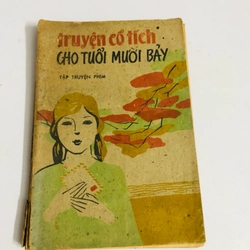 truyện cổ tích
CHO TUỔI MƯỜI BẢY
TẬP TRUYỆN PHIM